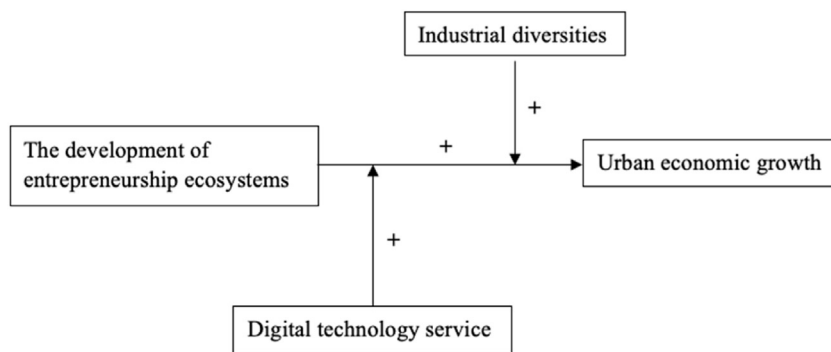 Industrial diversities
+
+
The development of
entrepreneurship ecosystems
Urban economic growth
+
Digital technology service